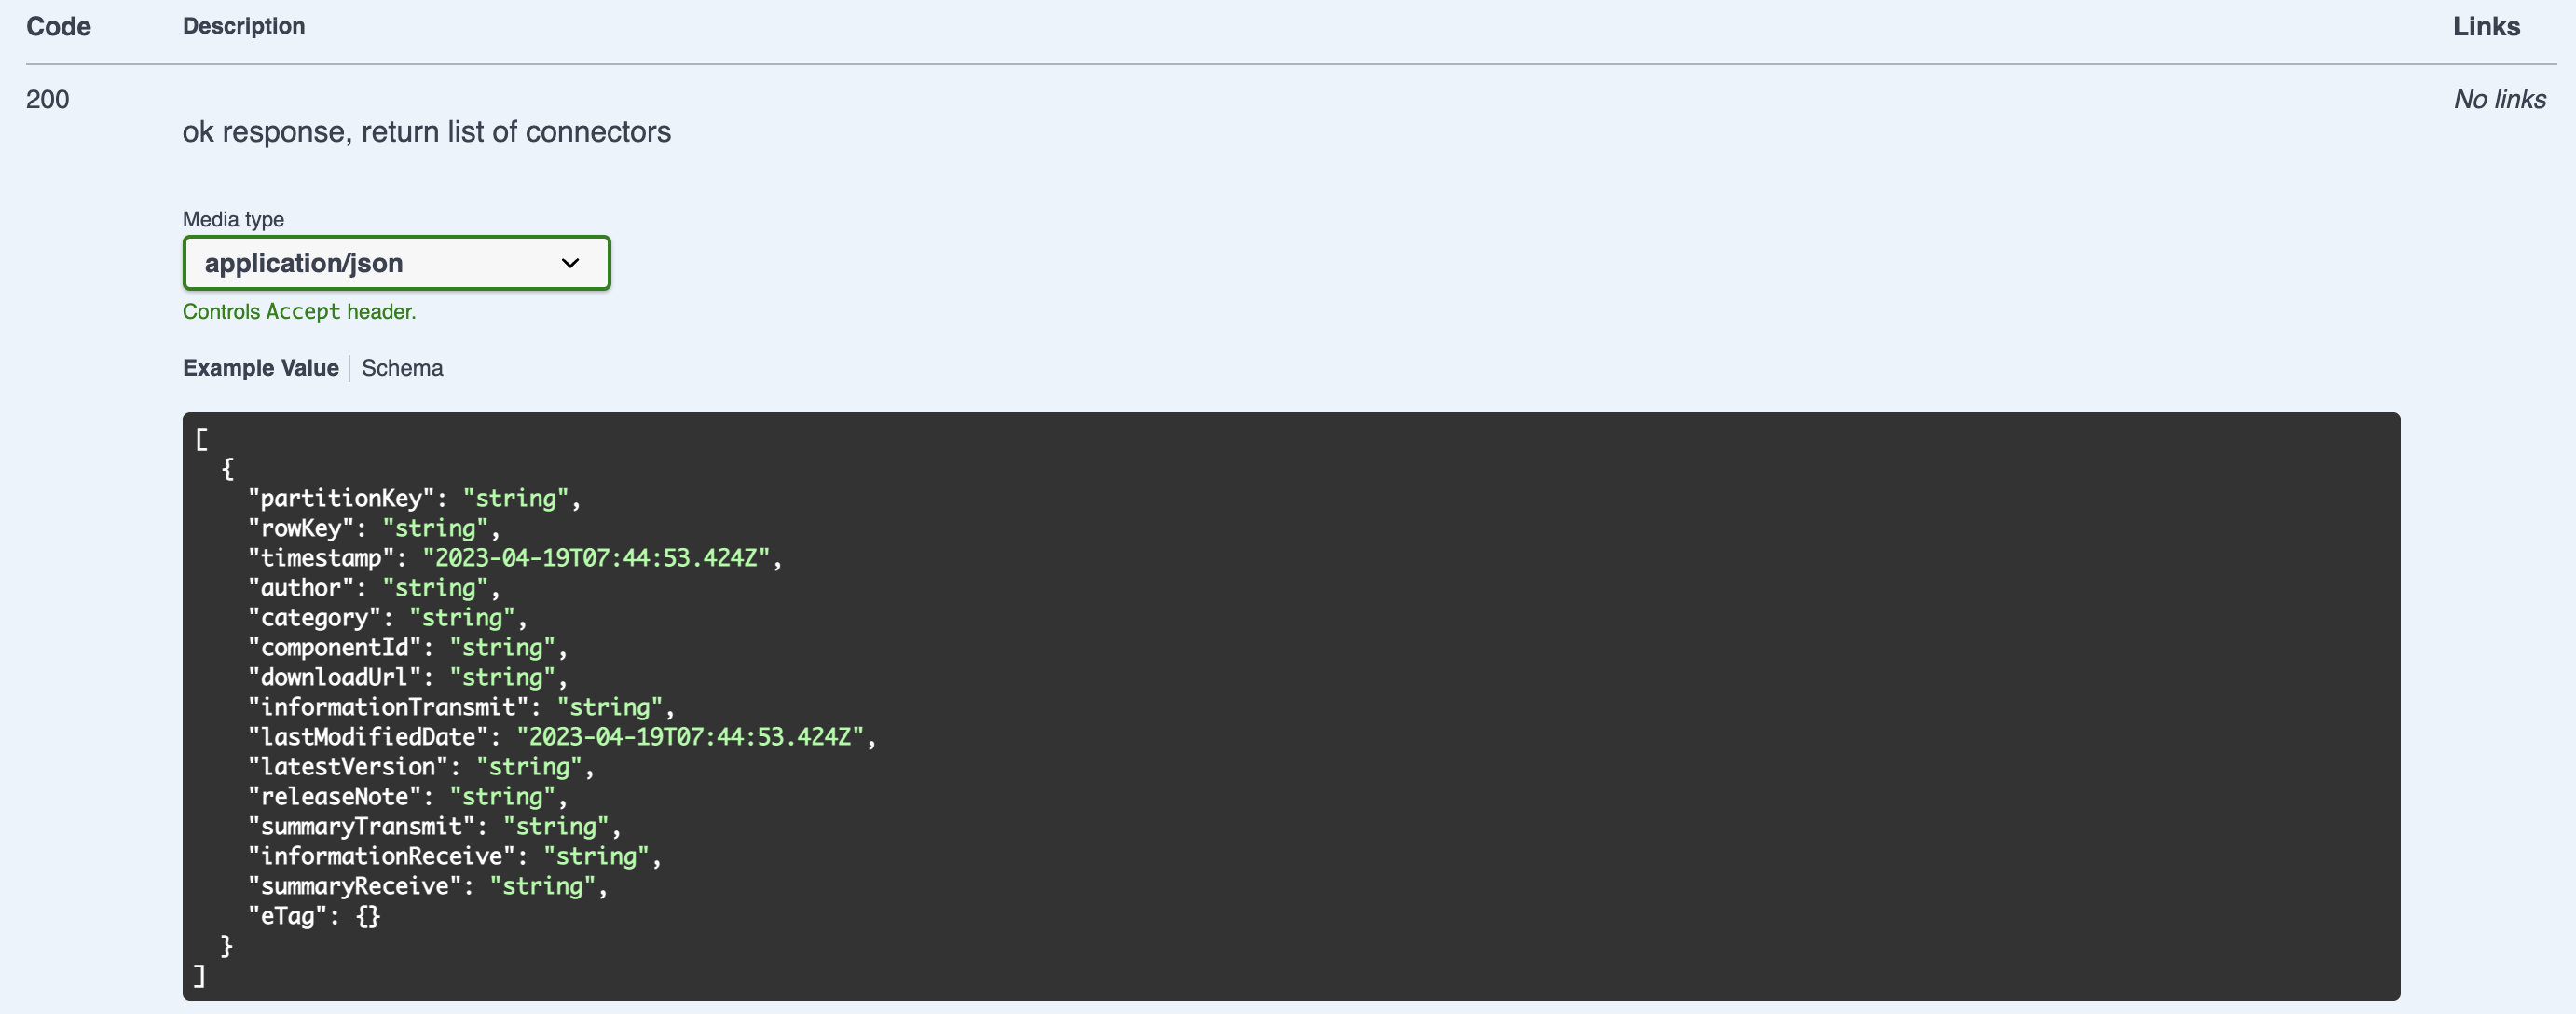 Code Description Links
200 No links
ok response, return list of connectors
Media type
application/json
Controls Accept header.
Example Value Schema
[
  {
    "partitionKey": "string",
    "rowKey": "string",
    "timestamp": "2023-04-19T07:44:53.424Z",
    "author": "string",
    "category": "string",
    "componentId": "string",
    "downloadUrl": "string",
    "informationTransmit": "string",
    "lastModifiedDate": "2023-04-19T07:44:53.424Z",
    "latestVersion": "string",
    "releaseNote": "string",
    "summaryTransmit": "string",
    "informationReceive": "string",
    "summaryReceive": "string",
    "eTag": {}
  }
]